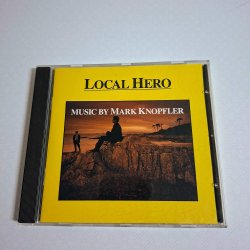 LOCAL HERO
MUSIC BY MARK KNOPFLER